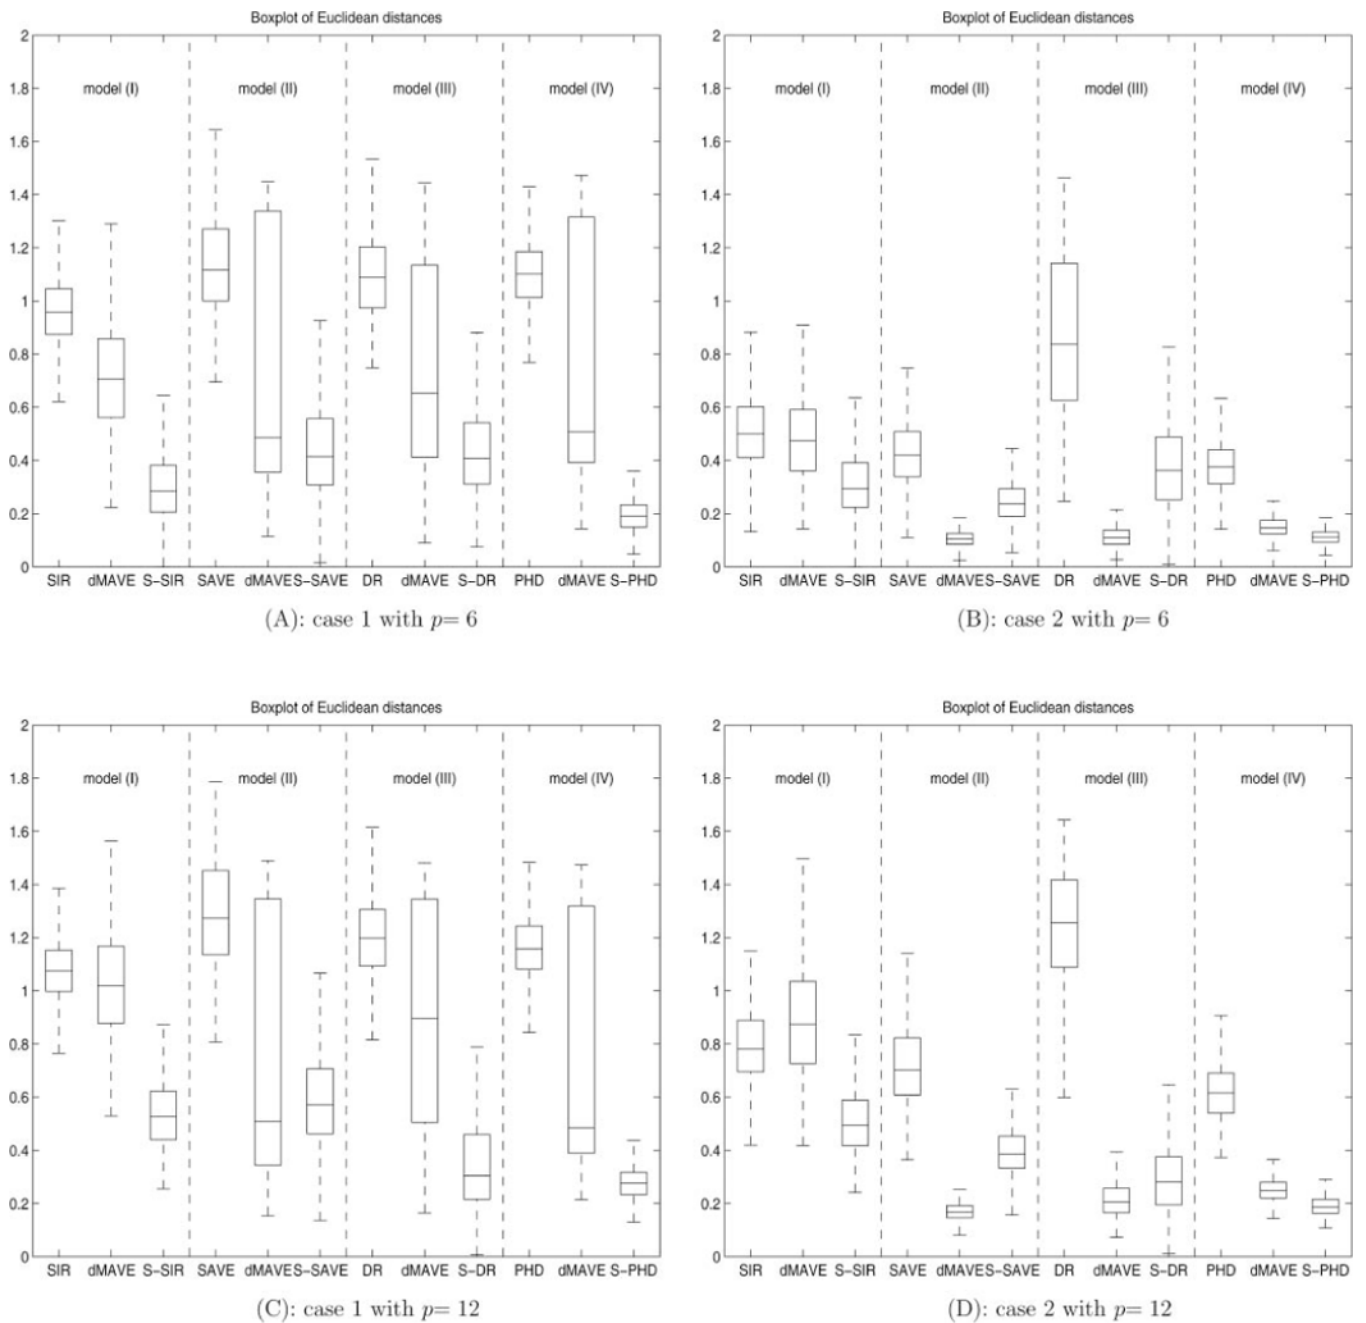 Boxplot of Euclidean distances
2
1.8
1.6
1.4
1.2
1
0.8
0.6
0.4
0.2
0
model (I) model (II) model (III) model (IV)
SIR dMAVE S-SIR SAVE dMAVE S-SAVE DR dMAVE S-DR PHD dMAVE S-PHD
(A): case 1 with p= 6
Boxplot of Euclidean distances
2
1.8
1.6
1.4
1.2
1
0.8
0.6
0.4
0.2
0
model (I) model (II) model (III) model (IV)
SIR dMAVE S-SIR SAVE dMAVE S-SAVE DR dMAVE S-DR PHD dMAVE S-PHD
(B): case 2 with p= 6
Boxplot of Euclidean distances
2
1.8
1.6
1.4
1.2
1
0.8
0.6
0.4
0.2
0
model (I) model (II) model (III) model (IV)
SIR dMAVE S-SIR SAVE dMAVE S-SAVE DR dMAVE S-DR PHD dMAVE S-PHD
(C): case 1 with p= 12
Boxplot of Euclidean distances
2
1.8
1.6
1.4
1.2
1
0.8
0.6
0.4
0.2
0
model (I) model (II) model (III) model (IV)
SIR dMAVE S-SIR SAVE dMAVE S-SAVE DR dMAVE S-DR PHD dMAVE S-PHD
(D): case 2 with p= 12